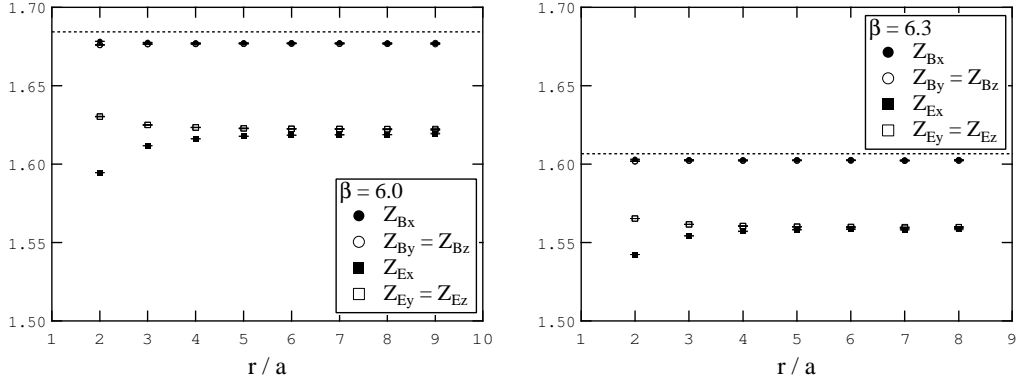 1.70
1.65
1.60
1.55
1.50
1 2 3 4 5 6 7 8 9 10
r / a
β = 6.0
Z_Bx
Z_By = Z_Bz
Z_Ex
Z_Ey = Z_Ez
1.70
1.65
1.60
1.55
1.50
1 2 3 4 5 6 7 8 9
r / a
β = 6.3
Z_Bx
Z_By = Z_Bz
Z_Ex
Z_Ey = Z_Ez